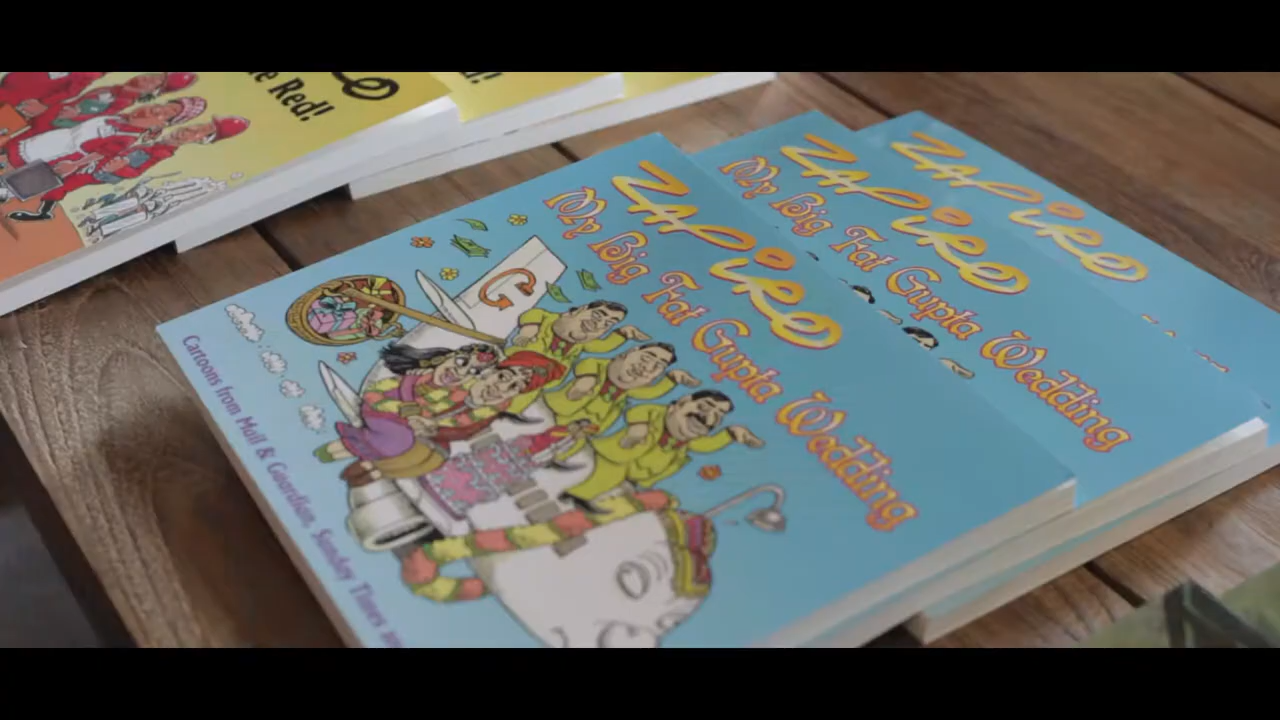 e Red!
d!
ZAPIRO
My Big Fat Gupta Wedding
G
Cartoons from Mail & Guardian, Sunday Times
ZAPIRO
My Big Fat Gupta Wedding
ZAPIRO